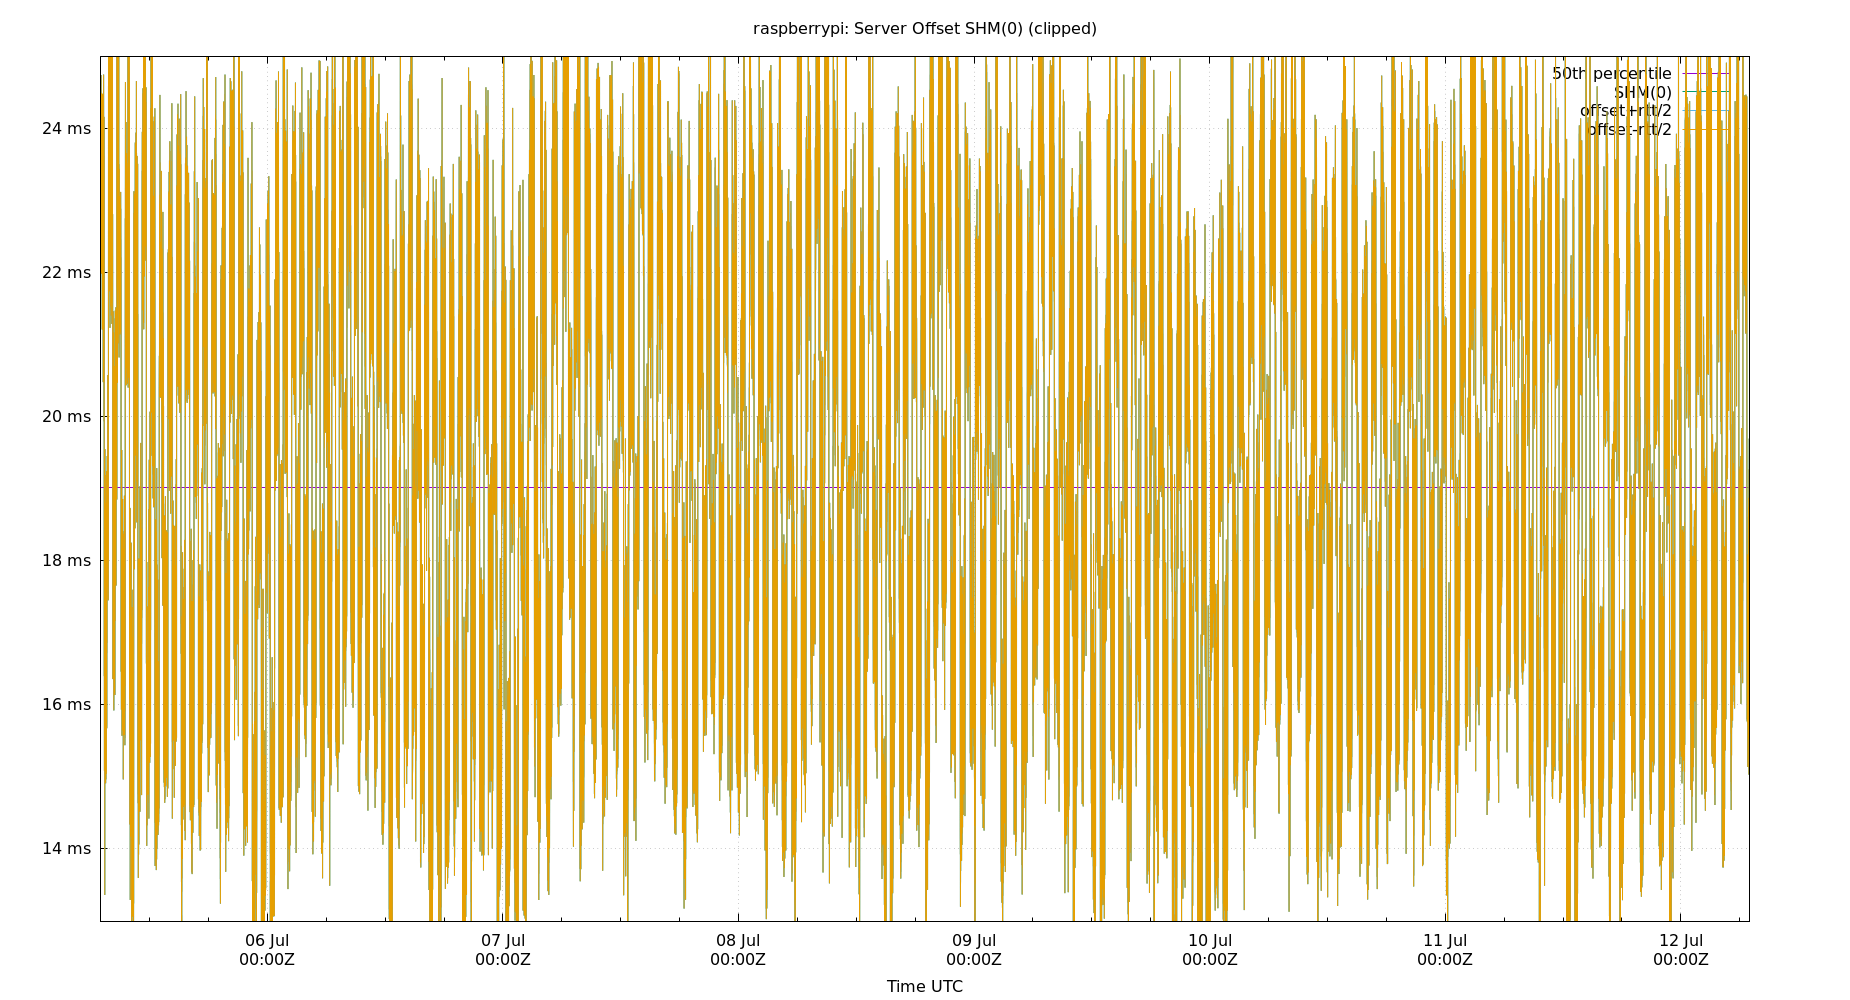 raspberrypi: Server Offset SHM(0) (clipped)
50th percentile
SHM(0)
offset+rtt/2
offset-rtt/2
24 ms
22 ms
20 ms
18 ms
16 ms
14 ms
06 Jul 07 Jul 08 Jul 09 Jul 10 Jul 11 Jul 12 Jul
00:00Z 00:00Z 00:00Z 00:00Z 00:00Z 00:00Z 00:00Z
Time UTC